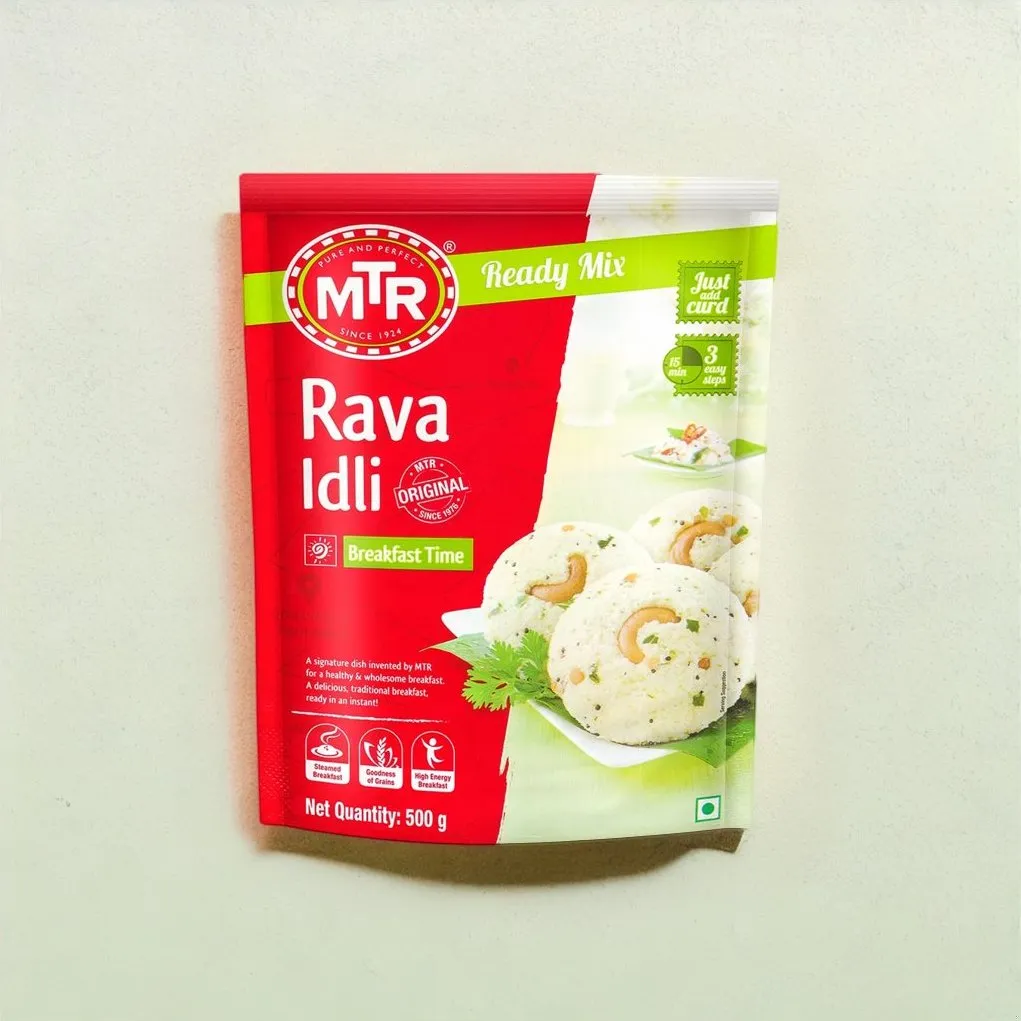 PURE AND PERFECT
MTR
®
SINCE 1924
Ready Mix
Just
add
curd
15
min
3
easy
steps
Rava
Idli
MTR
ORIGINAL
SINCE 1976
Breakfast Time
A signature dish invented by MTR
for a healthy & wholesome breakfast.
A delicious, traditional breakfast,
ready in an instant!
Steamed
Breakfast
Goodness
of Grains
High Energy
Breakfast
Net Quantity: 500 g
Serving Suggestion